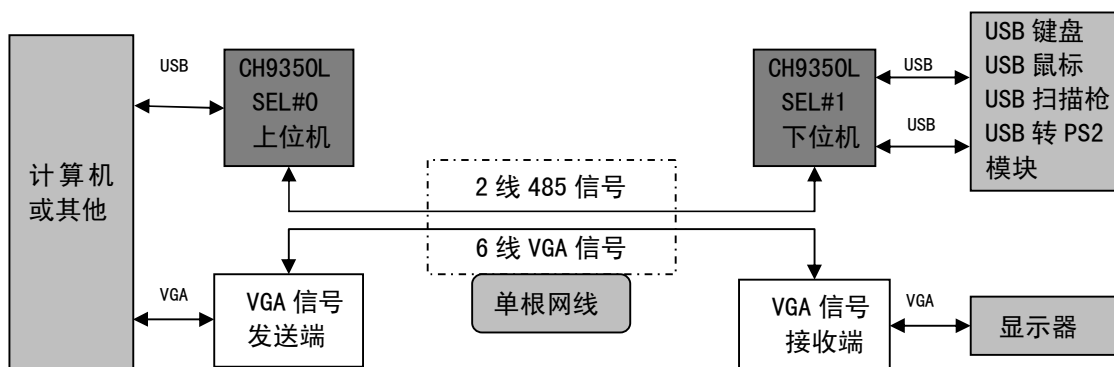 计算机
或其他
USB
CH9350L
SEL#0
上位机
CH9350L
SEL#1
下位机
USB
USB
USB 键盘
USB 鼠标
USB 扫描枪
USB 转 PS2
模块
2 线 485 信号
6 线 VGA 信号
单根网线
VGA
VGA 信号
发送端
VGA 信号
接收端
VGA
显示器